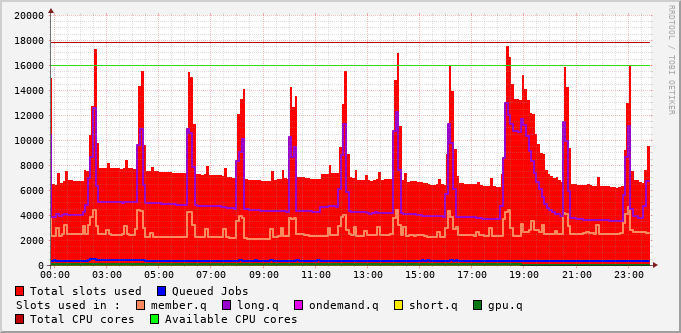 20000
18000
16000
14000
12000
10000
8000
6000
4000
2000
0
00:00 03:00 05:00 07:00 09:00 11:00 13:00 15:00 17:00 19:00 21:00 23:00
RRDTOOL / TOBI OETIKER
Total slots used Queued Jobs
Slots used in : member.q long.q ondemand.q short.q gpu.q
Total CPU cores Available CPU cores